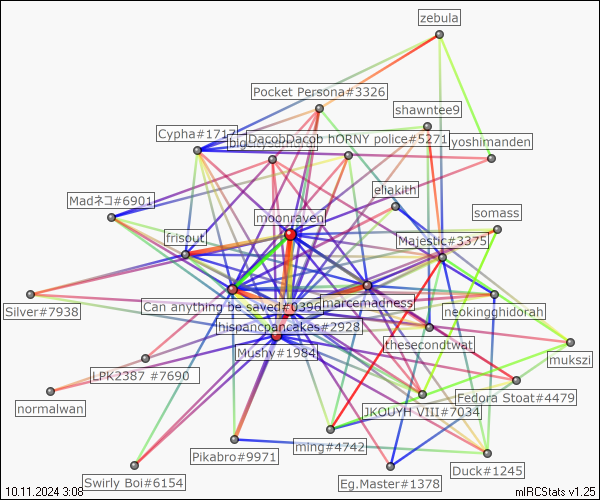 zebula
Pocket Persona#3326
shawntee9
Cypha#1717
DacobDacob hORNY police#5271
yoshimanden
eliakith
Madネコ#6901
somass
moonraven
frisout
Majestic#3375
Silver#7938
Can anything be saved#0396
marcemadness
neokingghidorah
hispancpancakes#2928
thesecondtwat
Mushy#1984
mukszi
LPK2387 #7690
Fedora Stoat#4479
normalwan
JKOUYH VIII#7034
ming#4742
Pikabro#9971
Duck#1245
Swirly Boi#6154
Eg.Master#1378
10.11.2024 3:08
mIRCStats v1.25